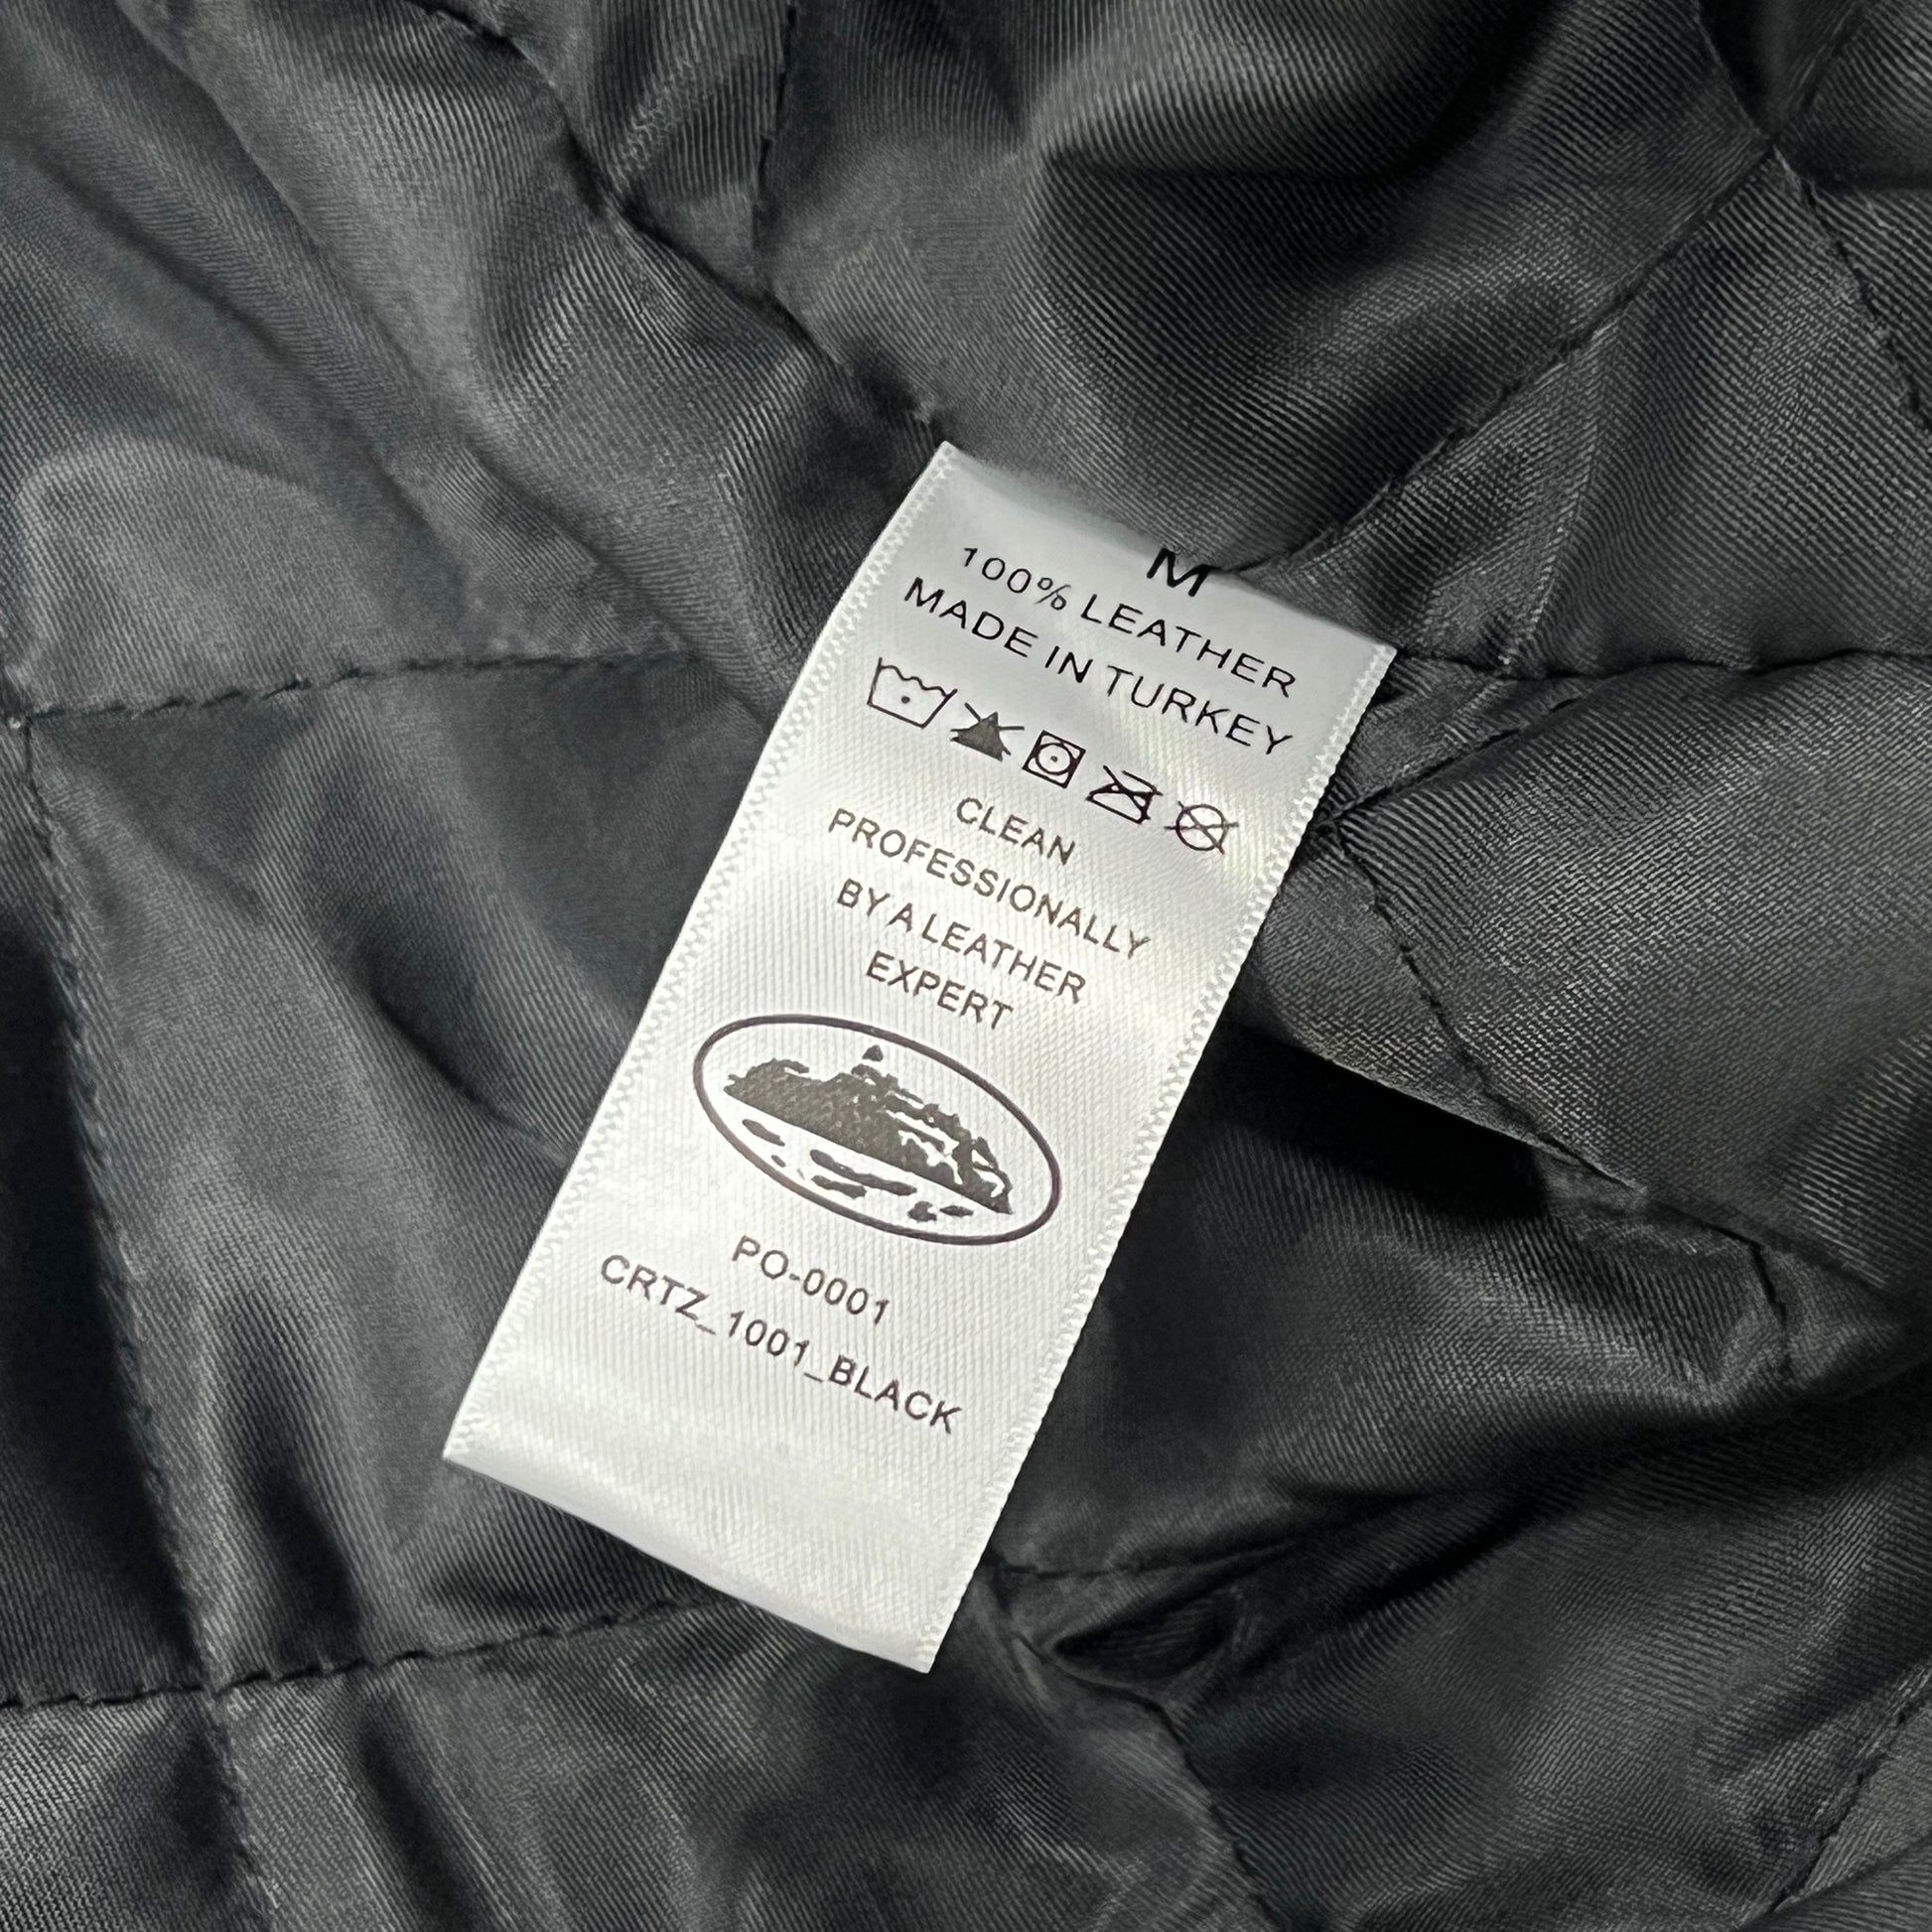 M
100% LEATHER
MADE IN TURKEY
CLEAN
PROFESSIONALLY
BY A LEATHER
EXPERT
PO-0001
CRTZ_1001_BLACK